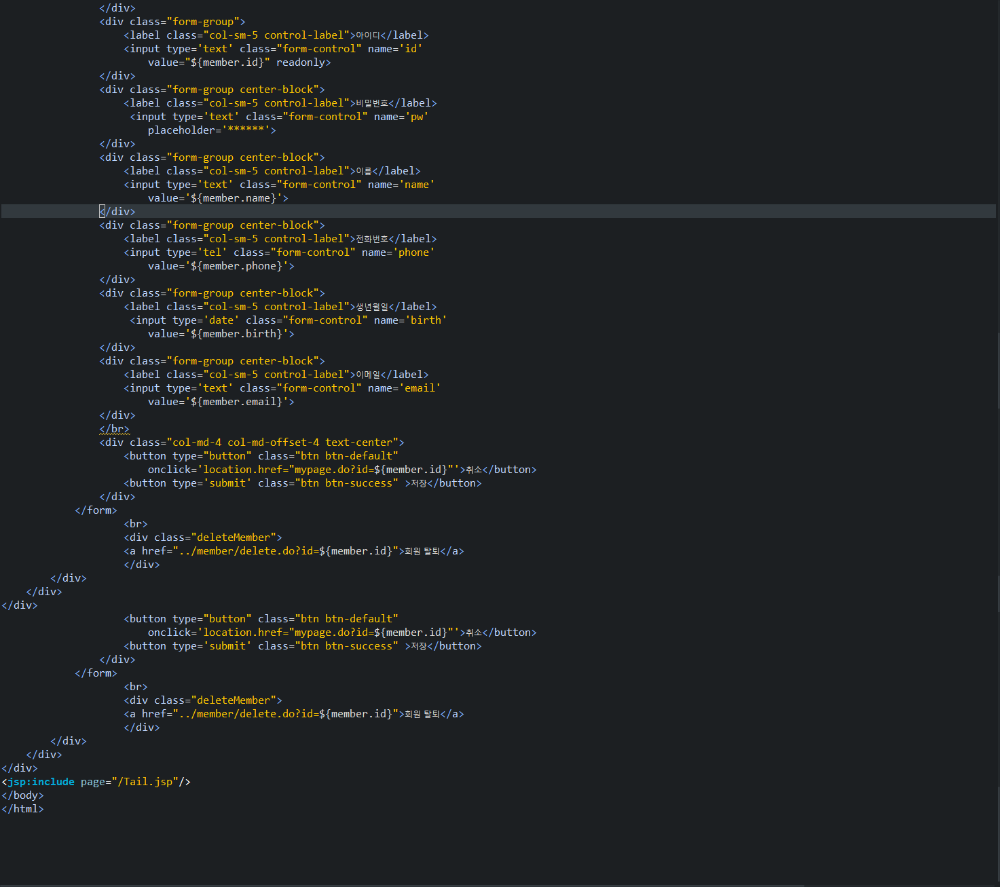 </div>
<div class="form-group">
<label class="col-sm-5 control-label">아이디</label>
<input type='text' class="form-control" name='id'
value="${member.id}" readonly>
</div>
<div class="form-group center-block">
<label class="col-sm-5 control-label">비밀번호</label>
<input type='text' class="form-control" name='pw'
placeholder='******'>
</div>
<div class="form-group center-block">
<label class="col-sm-5 control-label">이름</label>
<input type='text' class="form-control" name='name'
value='${member.name}'>
</div>
<div class="form-group center-block">
<label class="col-sm-5 control-label">전화번호</label>
<input type='tel' class="form-control" name='phone'
value='${member.phone}'>
</div>
<div class="form-group center-block">
<label class="col-sm-5 control-label">생년월일</label>
<input type='date' class="form-control" name='birth'
value='${member.birth}'>
</div>
<div class="form-group center-block">
<label class="col-sm-5 control-label">이메일</label>
<input type='text' class="form-control" name='email'
value='${member.email}'>
</div>
</br>
<div class="col-md-4 col-md-offset-4 text-center">
<button type="button" class="btn btn-default"
onclick='location.href="mypage.do?id=${member.id}"'>취소</button>
<button type='submit' class="btn btn-success" >저장</button>
</div>
</form>
<br>
<div class="deleteMember">
<a href="../member/delete.do?id=${member.id}">회원 탈퇴</a>
</div>
</div>
</div>
</div>
<button type="button" class="btn btn-default"
onclick='location.href="mypage.do?id=${member.id}"'>취소</button>
<button type='submit' class="btn btn-success" >저장</button>
</div>
</form>
<br>
<div class="deleteMember">
<a href="../member/delete.do?id=${member.id}">회원 탈퇴</a>
</div>
</div>
</div>
</div>
<jsp:include page="/Tail.jsp"/>
</body>
</html>